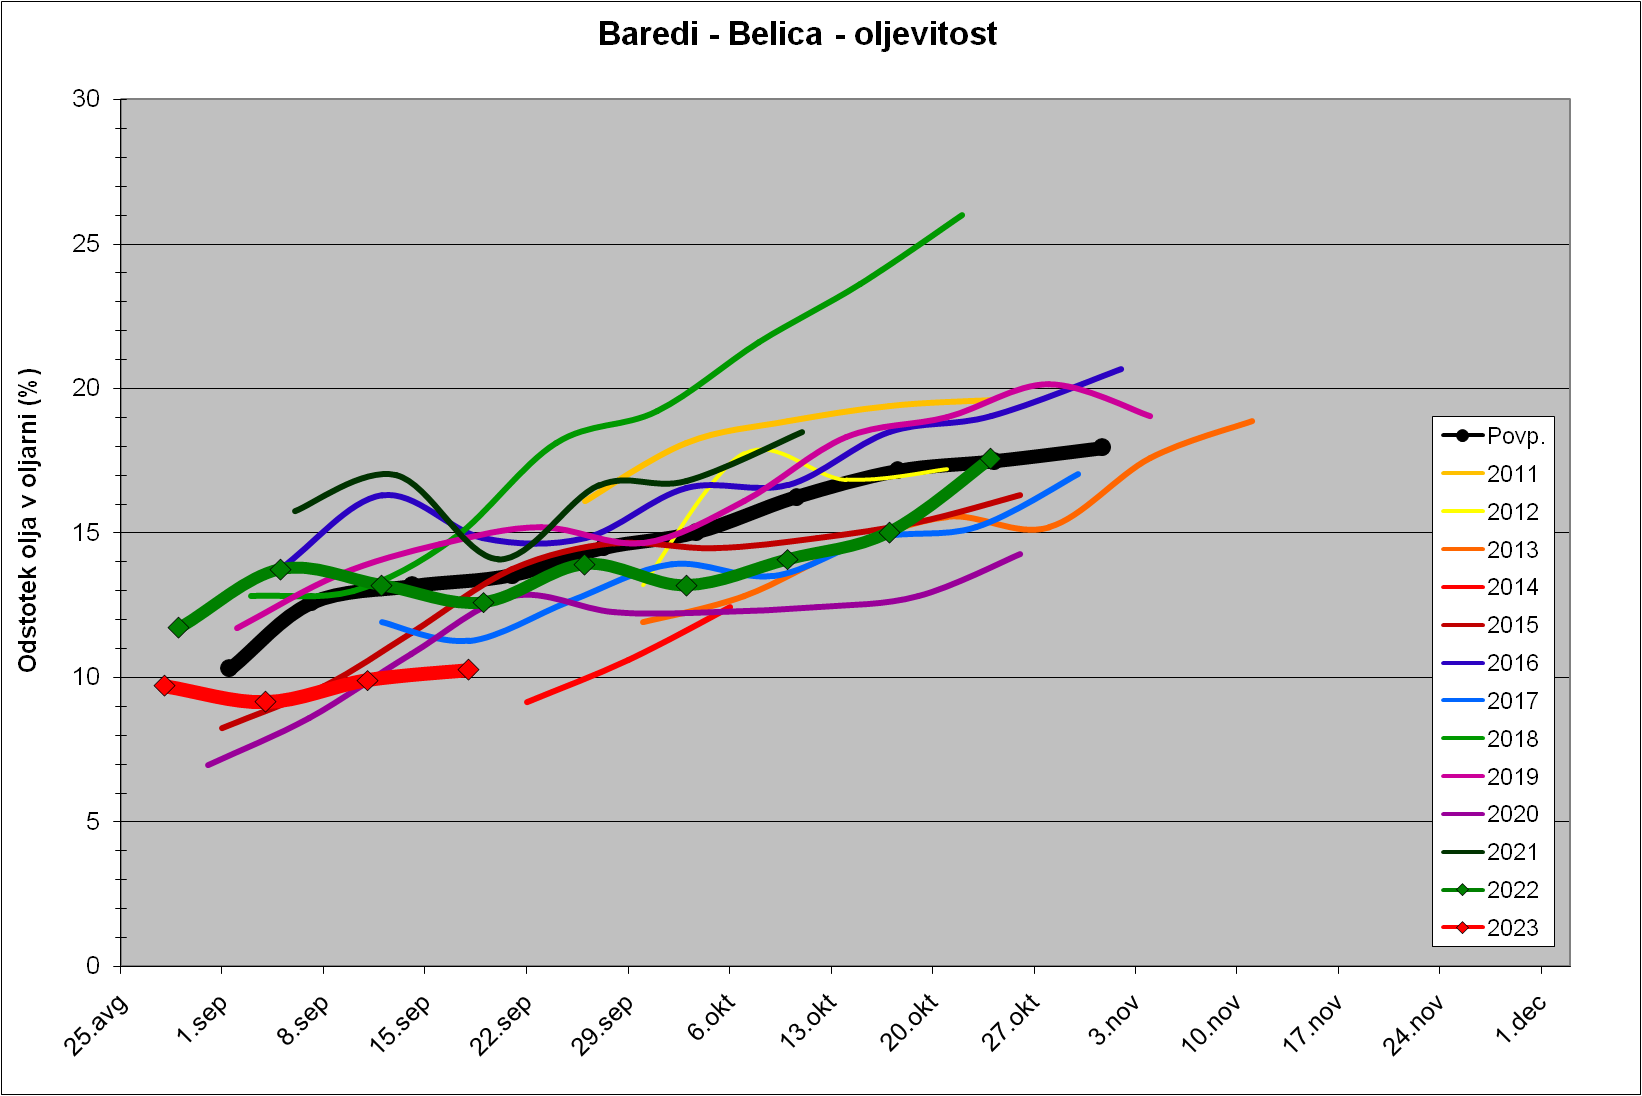 Baredi - Belica - oljevitost
Odstotek olja v oljarni (%)
30
25
20
15
10
5
0
25.avg
1.sep
8.sep
15.sep
22.sep
29.sep
6.okt
13.okt
20.okt
27.okt
3.nov
10.nov
17.nov
24.nov
1.dec
Povp.
2011
2012
2013
2014
2015
2016
2017
2018
2019
2020
2021
2022
2023